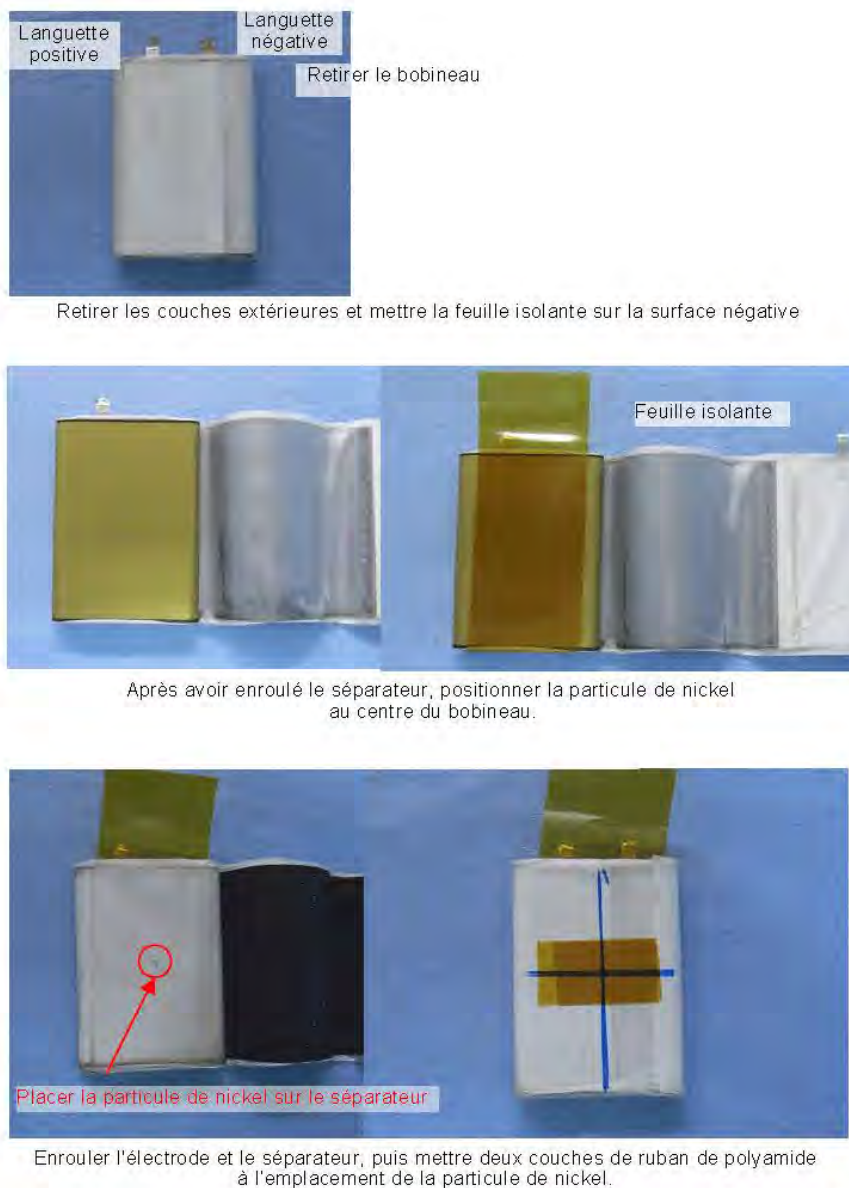 Languette
positive
Languette
négative
Retirer le bobineau
Retirer les couches extérieures et mettre la feuille isolante sur la surface négative
Feuille isolante
Après avoir enroulé le séparateur, positionner la particule de nickel
au centre du bobineau.
Placer la particule de nickel sur le séparateur
Enrouler l'électrode et le séparateur, puis mettre deux couches de ruban de polyamide
à l'emplacement de la particule de nickel.